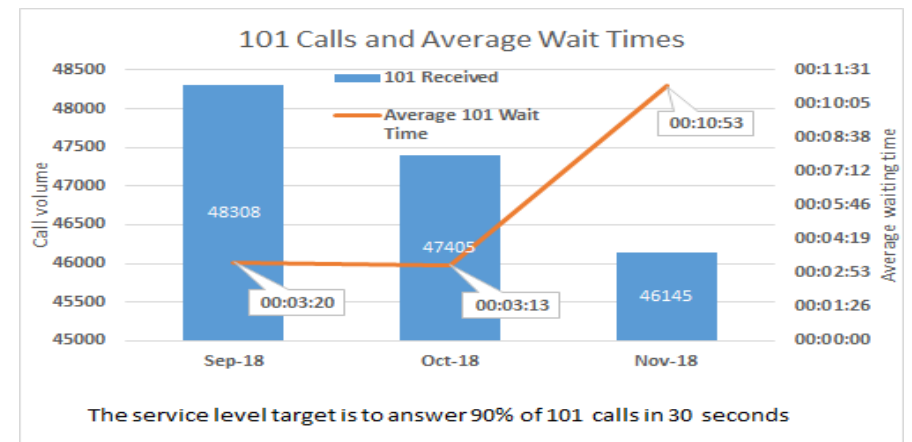 101 Calls and Average Wait Times
48500
48000
47500
47000
46500
46000
45500
45000
Call volume
101 Received
Average 101 Wait
Time
48308
47405
46145
00:03:20
00:03:13
00:10:53
00:11:31
00:10:05
00:08:38
00:07:12
00:05:46
00:04:19
00:02:53
00:01:26
00:00:00
Average waiting time
Sep-18
Oct-18
Nov-18
The service level target is to answer 90% of 101 calls in 30 seconds